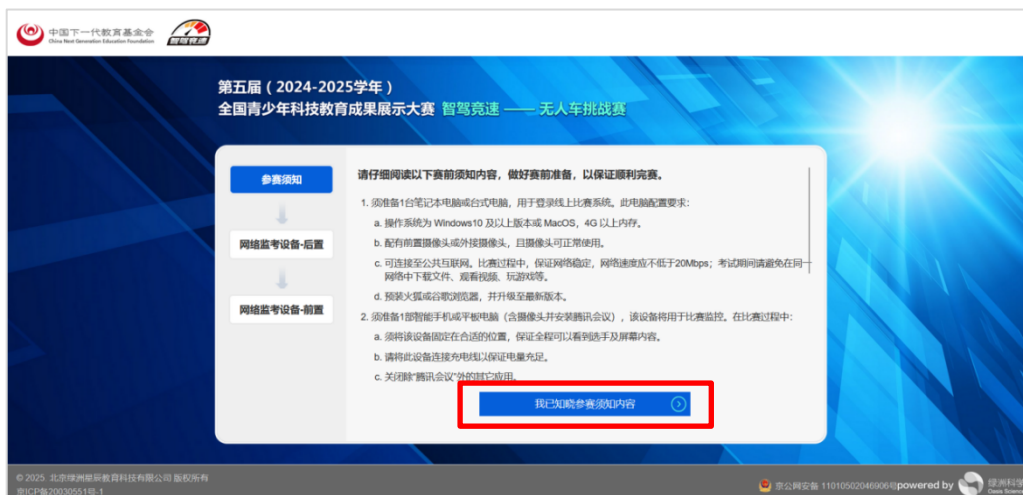 中国下一代教育基金会
China Next Generation Education Foundation
智驾竞速
第五届（2024-2025学年）
全国青少年科技教育成果展示大赛 智驾竞速 —— 无人车挑战赛
参赛须知
网络监考设备-后置
网络监考设备-前置
请仔细阅读以下赛前须知内容，做好赛前准备，以保证顺利完赛。
1. 须准备1台笔记本电脑或台式电脑，用于登录线上比赛系统。此电脑配置要求：
a. 操作系统为 Windows10 及以上版本或 MacOS，4G 以上内存。
b. 配有前置摄像头或外接摄像头，且摄像头可正常使用。
c. 可连接至公共互联网。比赛过程中，保证网络稳定，网络速度应不低于20Mbps；考试期间请避免在同一
网络中下载文件、观看视频、玩游戏等。
d. 预装火狐或谷歌浏览器，并升级至最新版本。
2. 须准备1部智能手机或平板电脑（含摄像头并安装腾讯会议），该设备将用于比赛监控。在比赛过程中：
a. 须将该设备固定在合适的位置，保证全程可以看到选手及屏幕内容。
b. 请将此设备连接充电线以保证电量充足。
c. 关闭除“腾讯会议”外的其它应用。
我已知晓参赛须知内容
© 2025. 北京绿洲星辰教育科技有限公司 版权所有
京ICP备20030551号-1
京公网安备 11010502046906号powered by
绿洲科学
Oasis Science